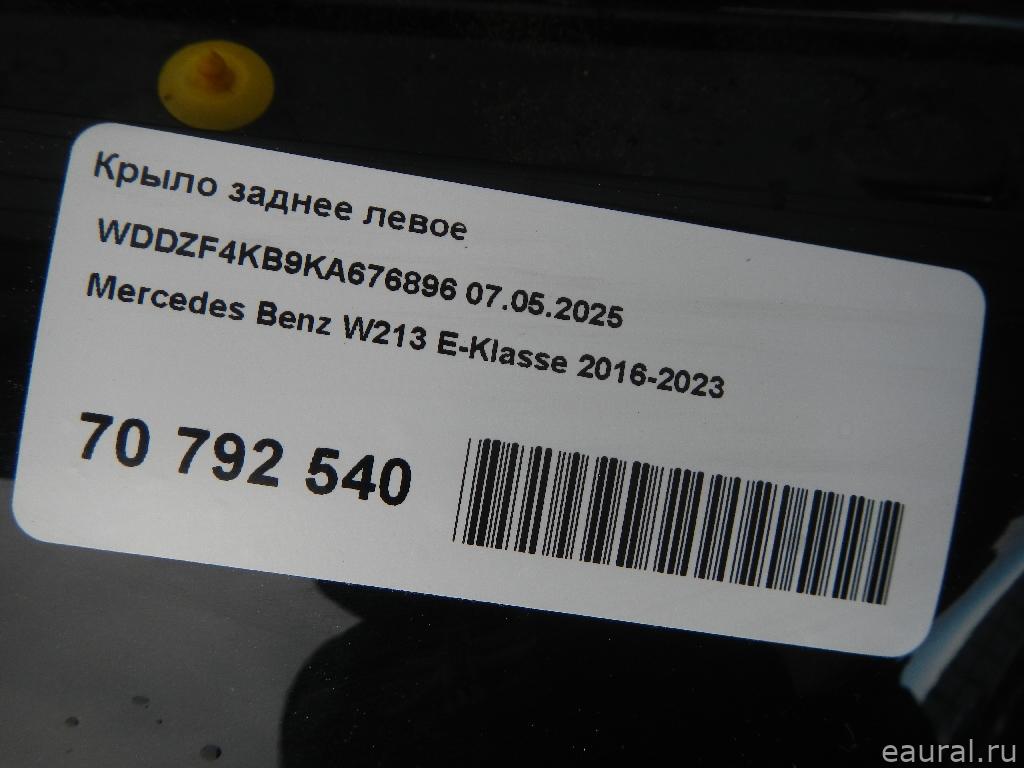 Крыло заднее левое
WDDZF4KB9KA676896 07.05.2025
Mercedes Benz W213 E-Klasse 2016-2023
70 792 540
eaural.ru